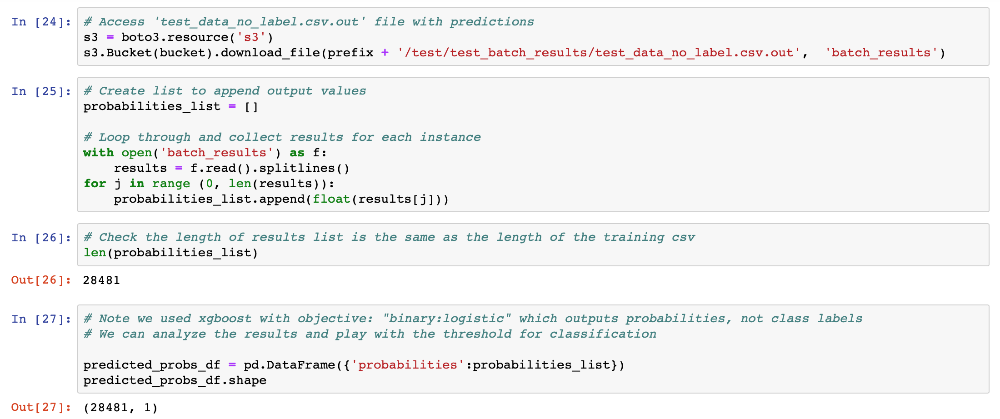 In [24]: # Access 'test_data_no_label.csv.out' file with predictions
s3 = boto3.resource('s3')
s3.Bucket(bucket).download_file(prefix + '/test/test_batch_results/test_data_no_label.csv.out',  'batch_results')
In [25]: # Create list to append output values
probabilities_list = []
# Loop through and collect results for each instance
with open('batch_results') as f:
    results = f.read().splitlines()
for j in range (0, len(results)):
    probabilities_list.append(float(results[j]))
In [26]: # Check the length of results list is the same as the length of the training csv
len(probabilities_list)
Out[26]: 28481
In [27]: # Note we used xgboost with objective: "binary:logistic" which outputs probabilities, not class labels
# We can analyze the results and play with the threshold for classification
predicted_probs_df = pd.DataFrame({'probabilities':probabilities_list})
predicted_probs_df.shape
Out[27]: (28481, 1)